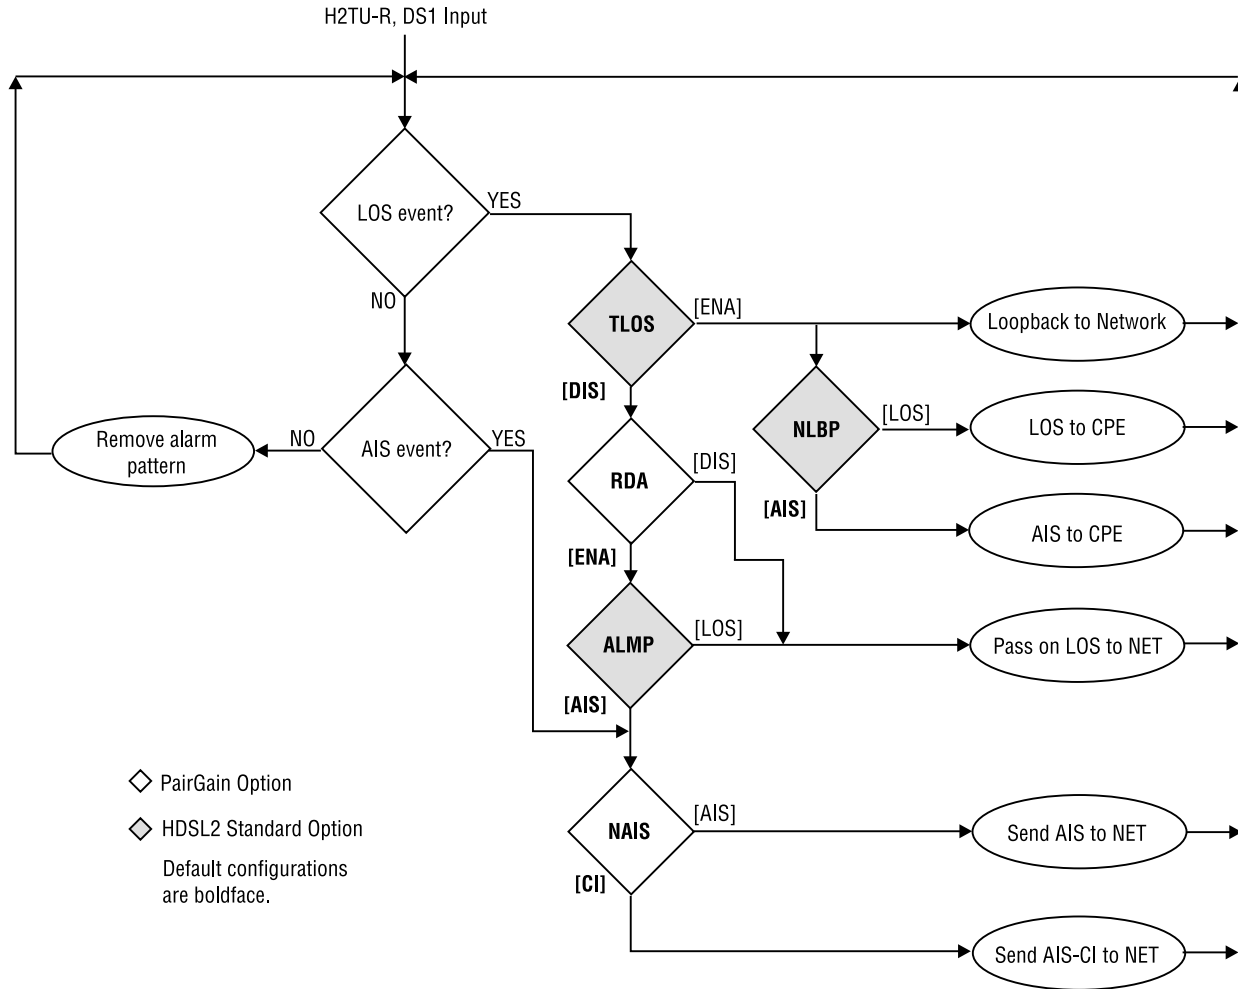 H2TU-R, DS1 Input
LOS event?
YES
NO
TLOS
[ENA]
[DIS]
Loopback to Network
NLBP
[LOS]
LOS to CPE
[AIS]
AIS to CPE
Remove alarm
pattern
NO
AIS event?
YES
RDA
[DIS]
[ENA]
ALMP
[LOS]
Pass on LOS to NET
[AIS]
PairGain Option
HDSL2 Standard Option
Default configurations
are boldface.
NAIS
[AIS]
Send AIS to NET
[CI]
Send AIS-CI to NET